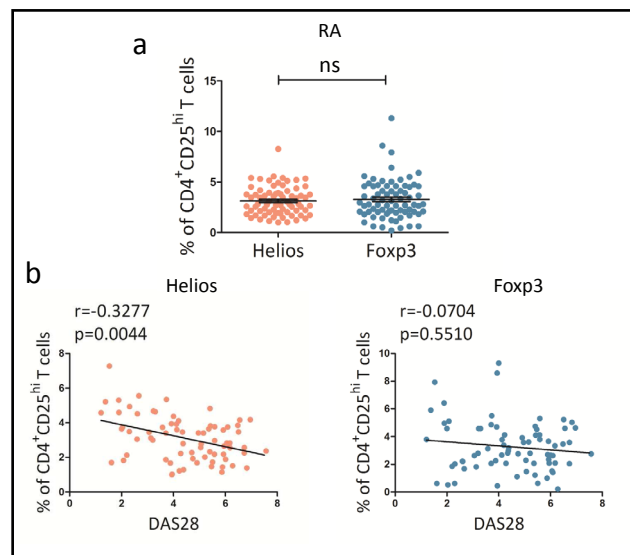 RA
a
ns
% of CD4⁺CD25ʰⁱ T cells
15
10
5
0
Helios
Foxp3
b
Helios
r=-0.3277
p=0.0044
% of CD4⁺CD25ʰⁱ T cells
8
6
4
2
0
0
2
4
6
8
DAS28
Foxp3
r=-0.0704
p=0.5510
% of CD4⁺CD25ʰⁱ T cells
10
8
6
4
2
0
0
2
4
6
8
DAS28